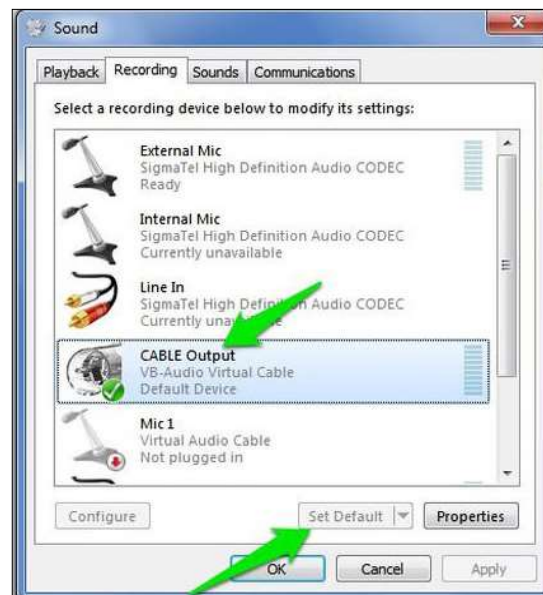 Sound
Playback Recording Sounds Communications
Select a recording device below to modify its settings:
External Mic
SigmaTel High Definition Audio CODEC
Ready
Internal Mic
SigmaTel High Definition Audio CODEC
Currently unavailable
Line In
SigmaTel High Definition Audio CODEC
Currently
CABLE Output
VB-Audio Virtual Cable
Default Device
Mic 1
Virtual Audio Cable
Not plugged in
Configure Set Default Properties
OK Cancel Apply